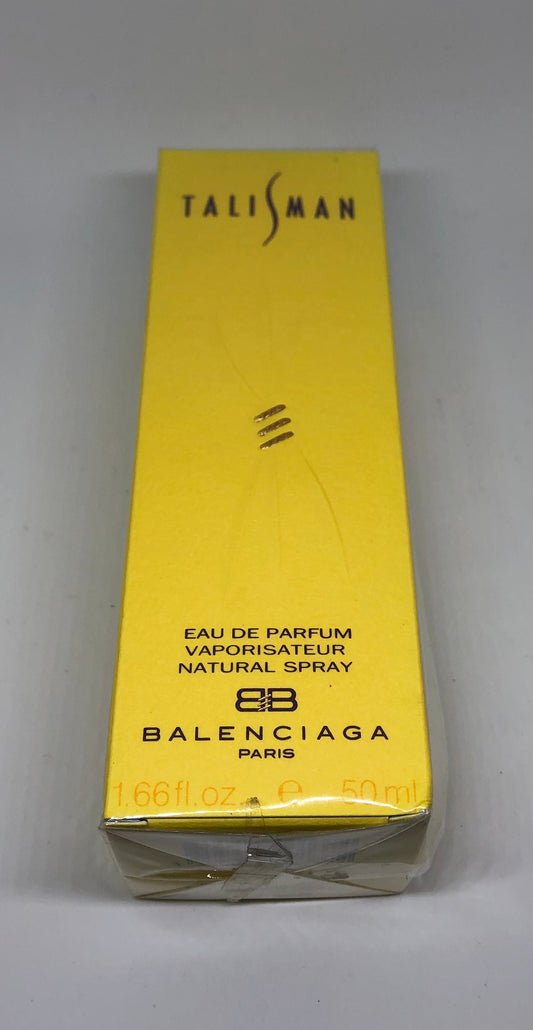 TALISMAN
EAU DE PARFUM
VAPORISATEUR
NATURAL SPRAY
BB
BALENCIAGA
PARIS
1.66fl.oz. e 50ml